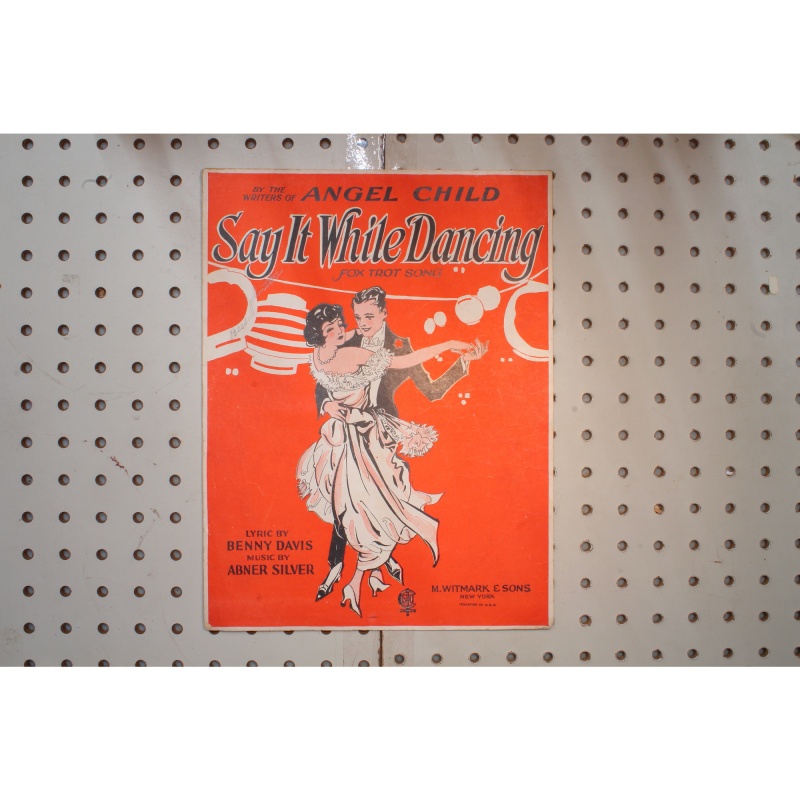 BY THE
WRITERS OF ANGEL CHILD
Say It While Dancing
FOX TROT SONG
LYRIC BY
BENNY DAVIS
MUSIC BY
ABNER SILVER
M. WITMARK & SONS
NEW YORK